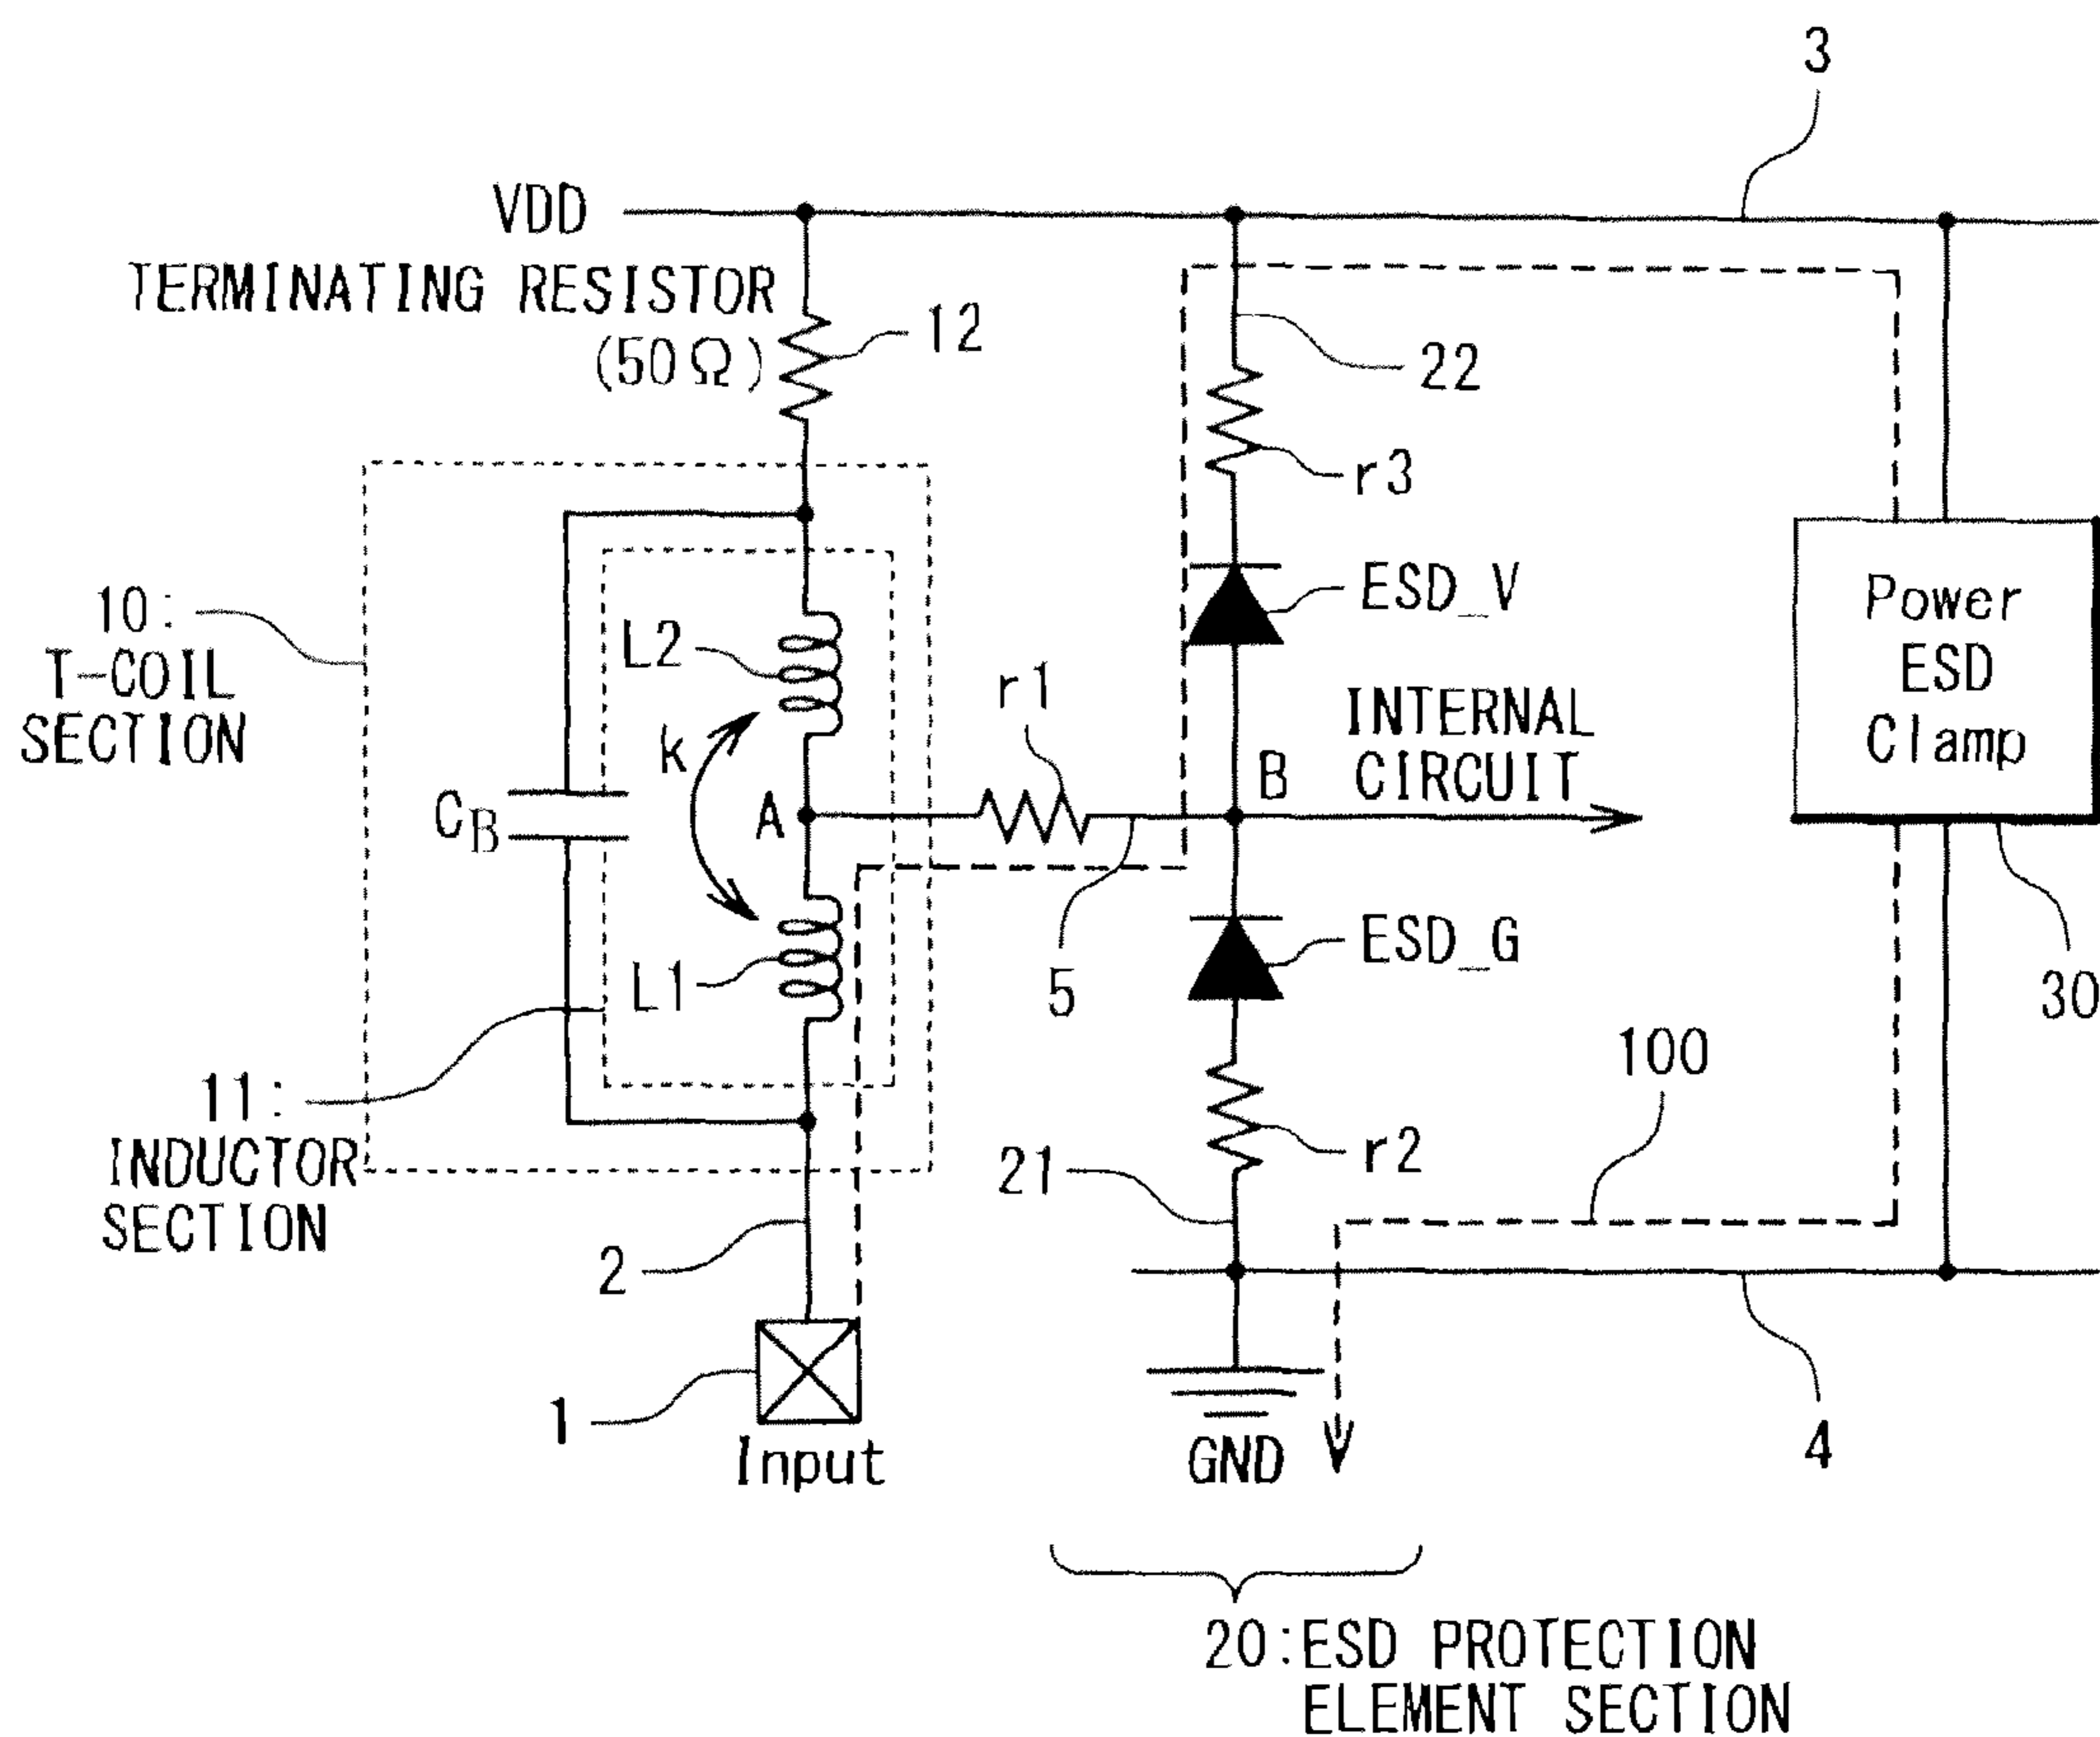 3
VDD
TERMINATING RESISTOR
(50Ω)
12
22
r3
10:
T-COIL
SECTION
L2
k
ESD_V
Power
ESD
Clamp
r1
INTERNAL
CIRCUIT
CB
A
B
L1
5
ESD_G
30
100
11:
INDUCTOR
SECTION
r2
21
2
1
Input
GND
4
20:ESD PROTECTION
ELEMENT SECTION